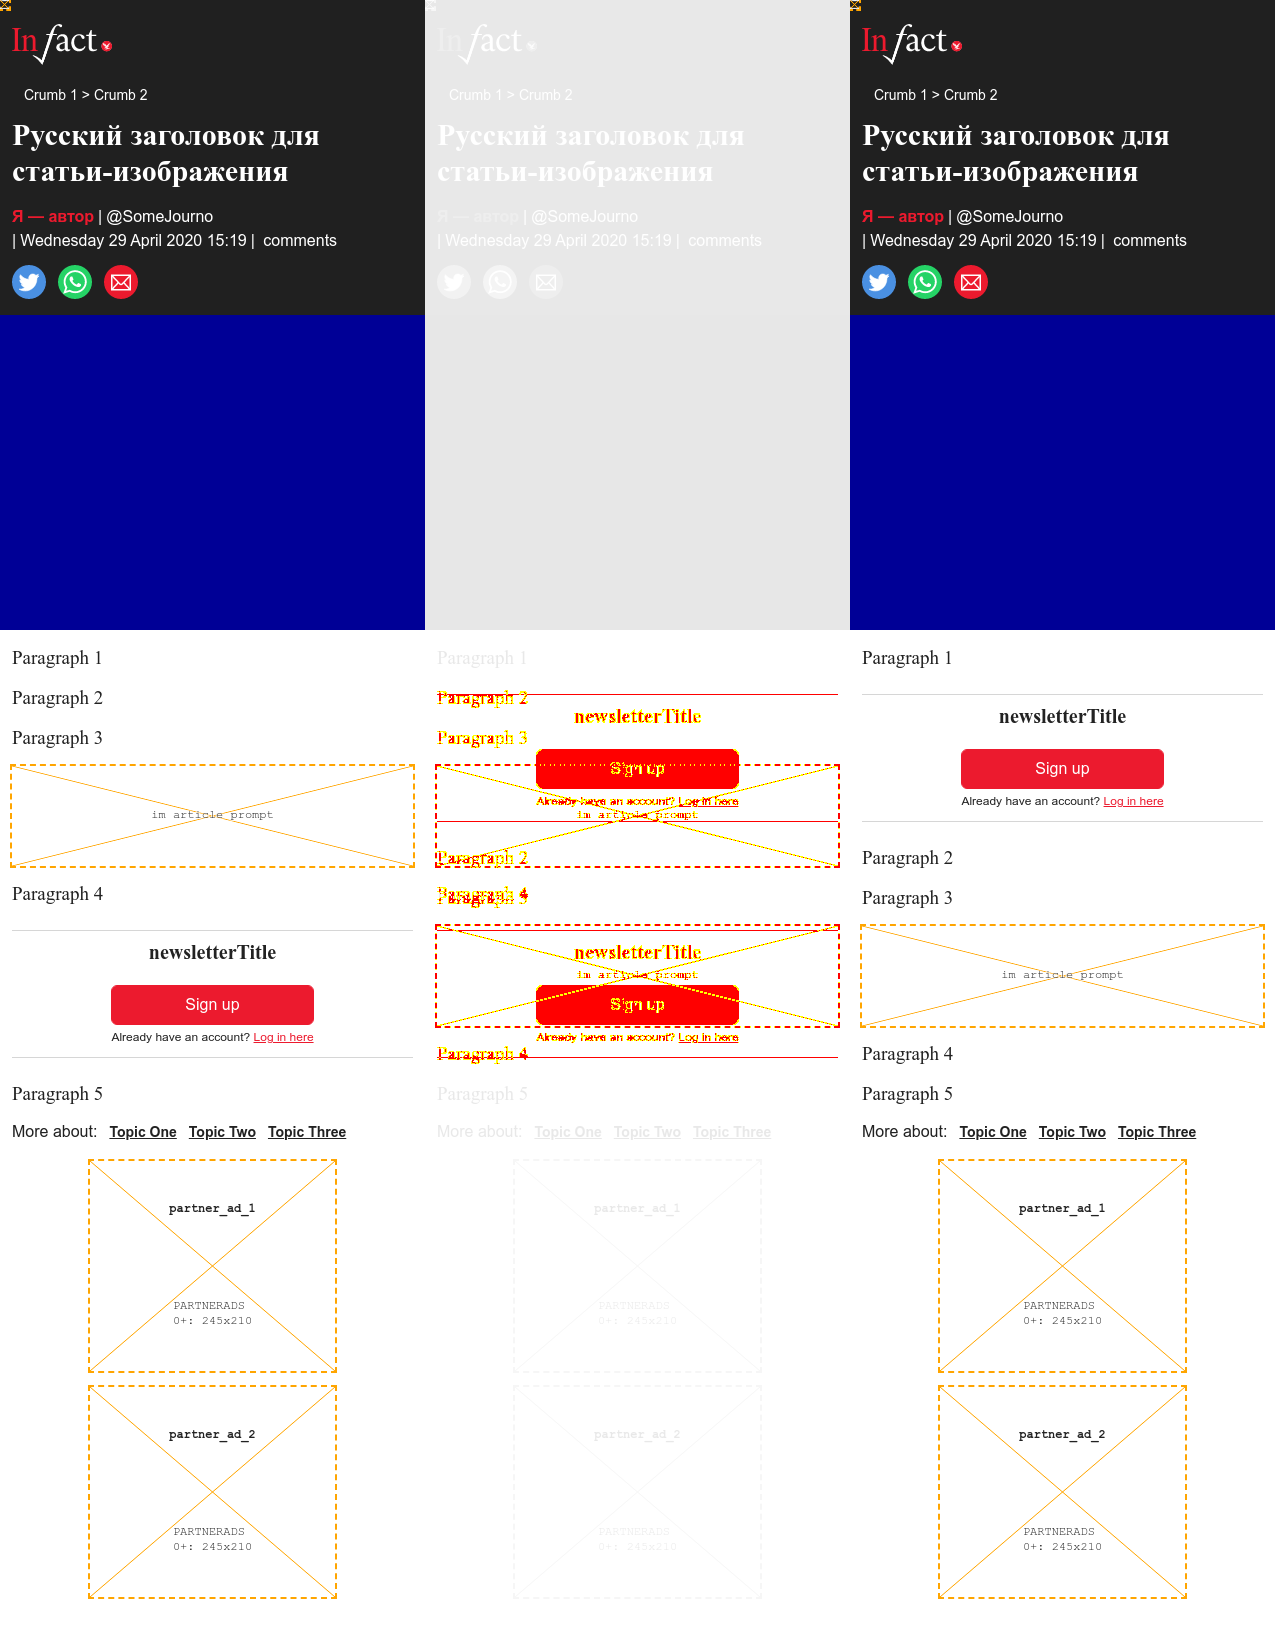 In fact
Crumb 1 > Crumb 2
Русский заголовок для
статьи-изображения
Я — автор | @SomeJourno
| Wednesday 29 April 2020 15:19 | comments
Paragraph 1
Paragraph 2
Paragraph 3
im article prompt
Paragraph 4
newsletterTitle
Sign up
Already have an account? Log in here
Paragraph 5
More about: Topic One Topic Two Topic Three
partner_ad_1
PARTNERADS
0+: 245x210
partner_ad_2
PARTNERADS
0+: 245x210
In fact
Crumb 1 > Crumb 2
Русский заголовок для
статьи-изображения
Я — автор | @SomeJourno
| Wednesday 29 April 2020 15:19 | comments
Paragraph 1
Paragraph 2
newsletterTitle
Paragraph 3
Sign up
Already have an account? Log in here
im article prompt
Paragraph 2
Paragraph 4
newsletterTitle
im article prompt
Sign up
Already have an account? Log in here
Paragraph 4
Paragraph 5
More about: Topic One Topic Two Topic Three
partner_ad_1
PARTNERADS
0+: 245x210
partner_ad_2
PARTNERADS
0+: 245x210
In fact
Crumb 1 > Crumb 2
Русский заголовок для
статьи-изображения
Я — автор | @SomeJourno
| Wednesday 29 April 2020 15:19 | comments
Paragraph 1
newsletterTitle
Sign up
Already have an account? Log in here
Paragraph 2
Paragraph 3
im article prompt
Paragraph 4
Paragraph 5
More about: Topic One Topic Two Topic Three
partner_ad_1
PARTNERADS
0+: 245x210
partner_ad_2
PARTNERADS
0+: 245x210